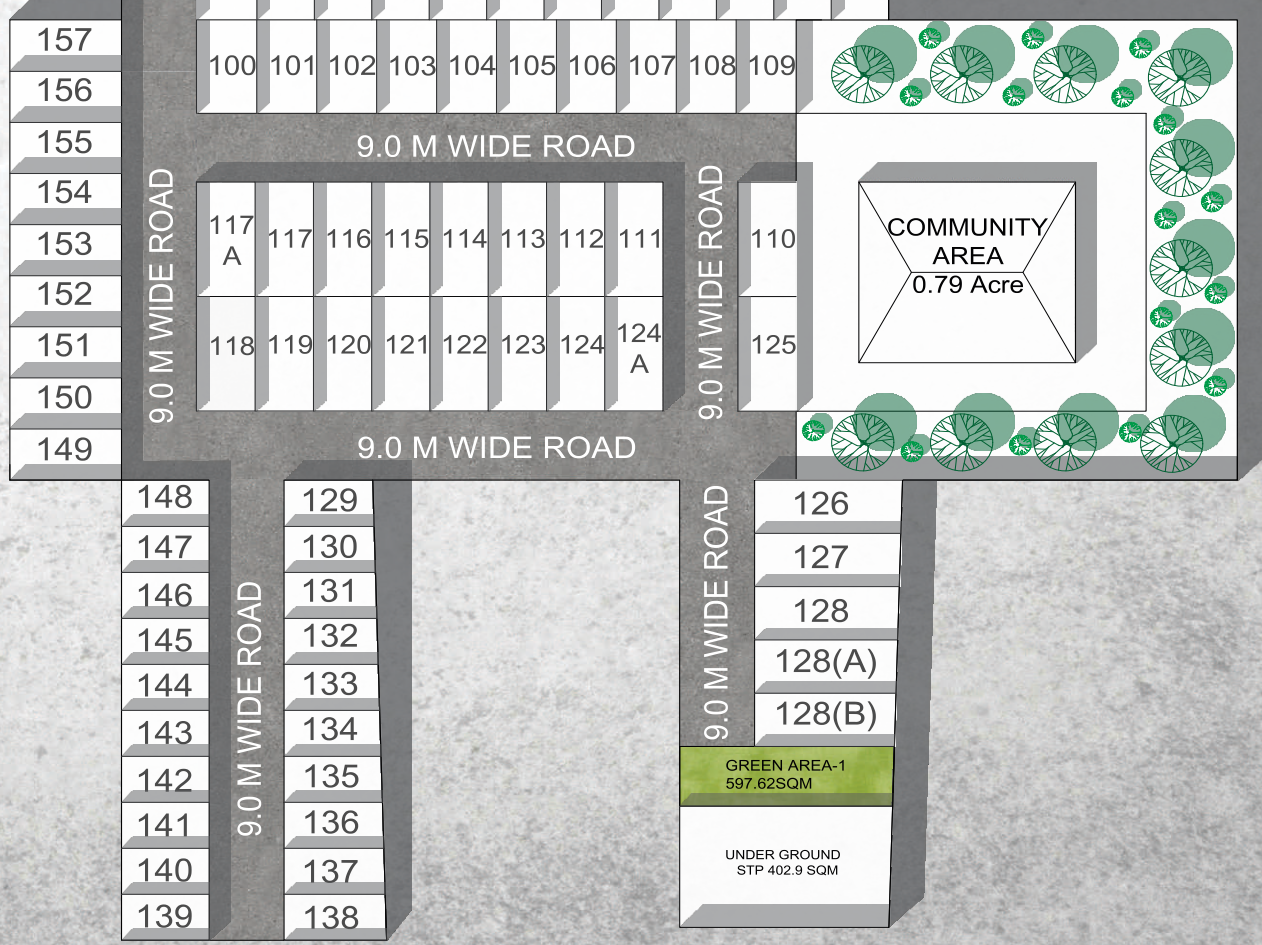 157
156
155
154
153
152
151
150
149
100 101 102 103 104 105 106 107 108 109
9.0 M WIDE ROAD
9.0 M WIDE ROAD
117
A
117 116 115 114 113 112 111
118 119 120 121 122 123 124
124
A
9.0 M WIDE ROAD
110
125
COMMUNITY
AREA
0.79 Acre
9.0 M WIDE ROAD
148
147
146
145
144
143
142
141
140
139
9.0 M WIDE ROAD
129
130
131
132
133
134
135
136
137
138
9.0 M WIDE ROAD
126
127
128
128(A)
128(B)
GREEN AREA-1
597.62SQM
UNDER GROUND
STP 402.9 SQM